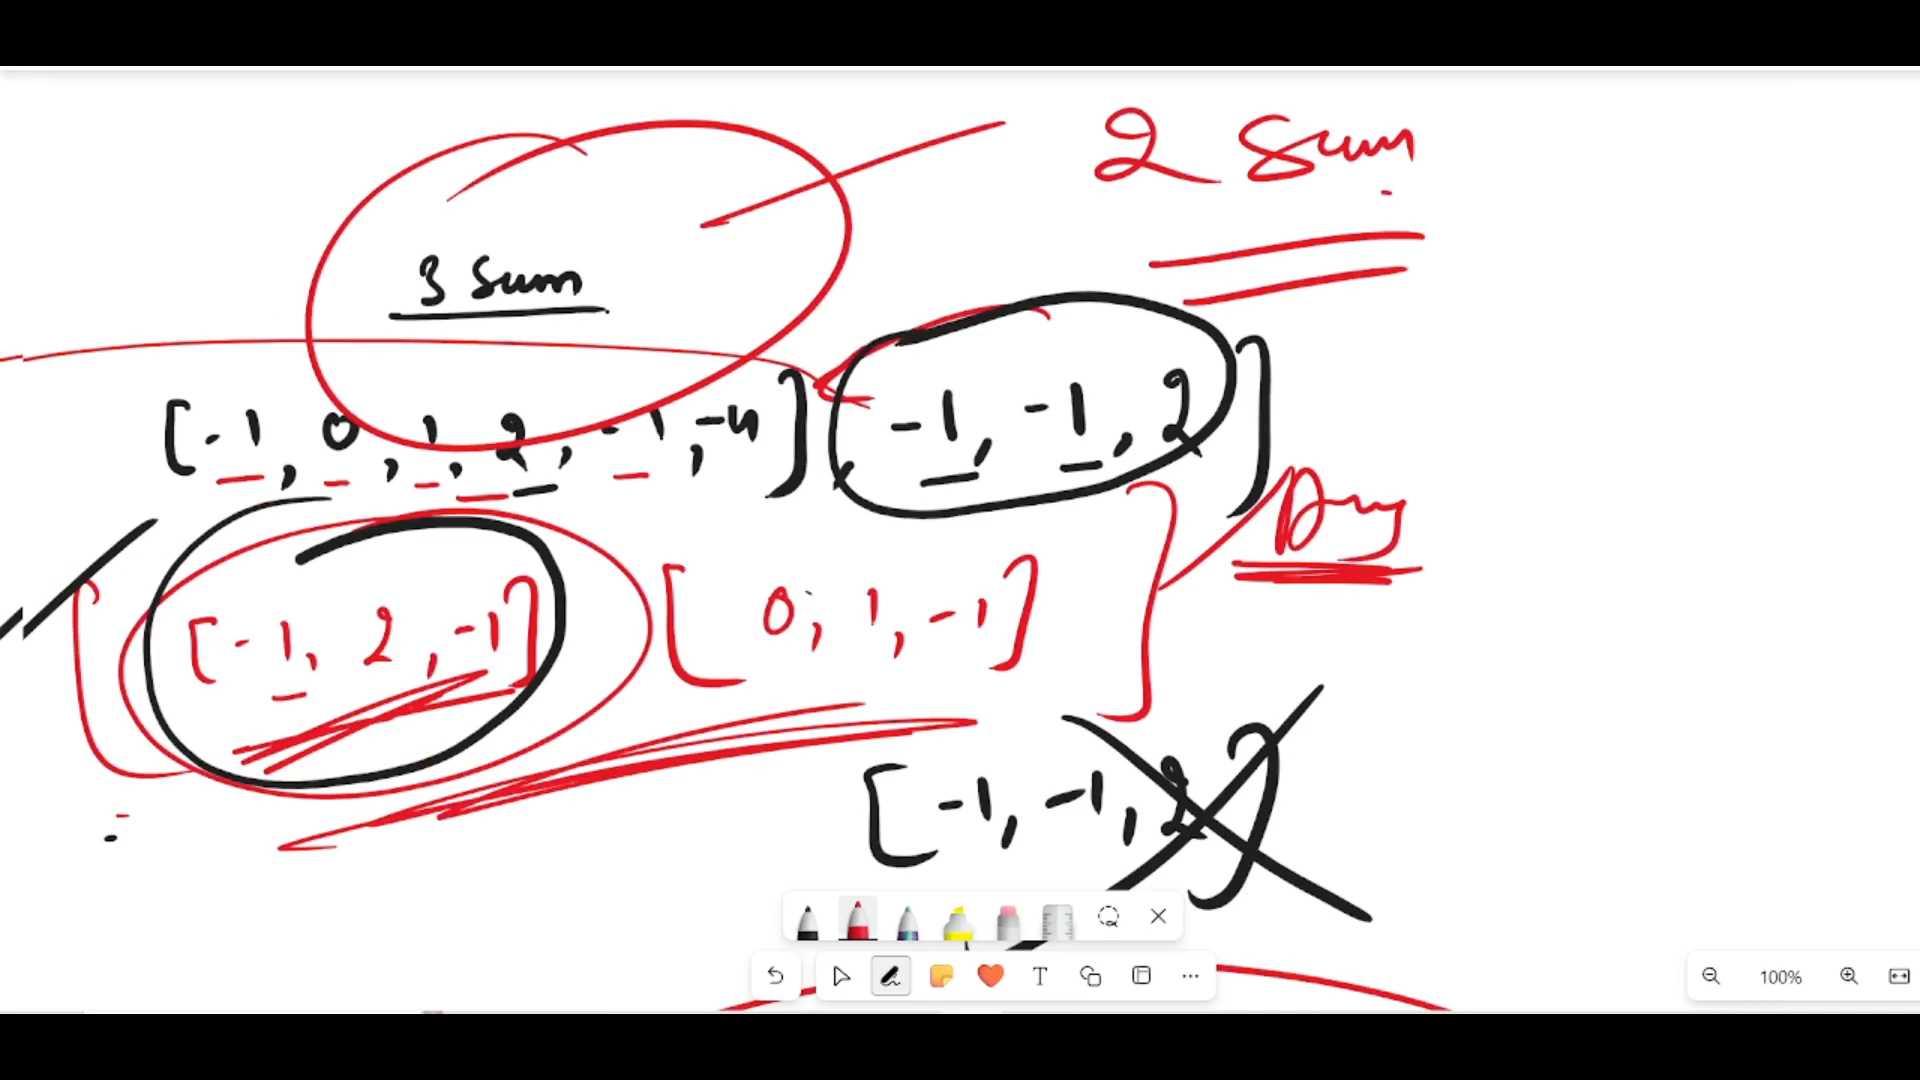 2 Sum
3 Sum
[-1, 0, 1, 2, -1, -4] -1, -1, 2]
[-1, 2, -1] [0, 1, -1]
[-1, -1, 2]
T
100%